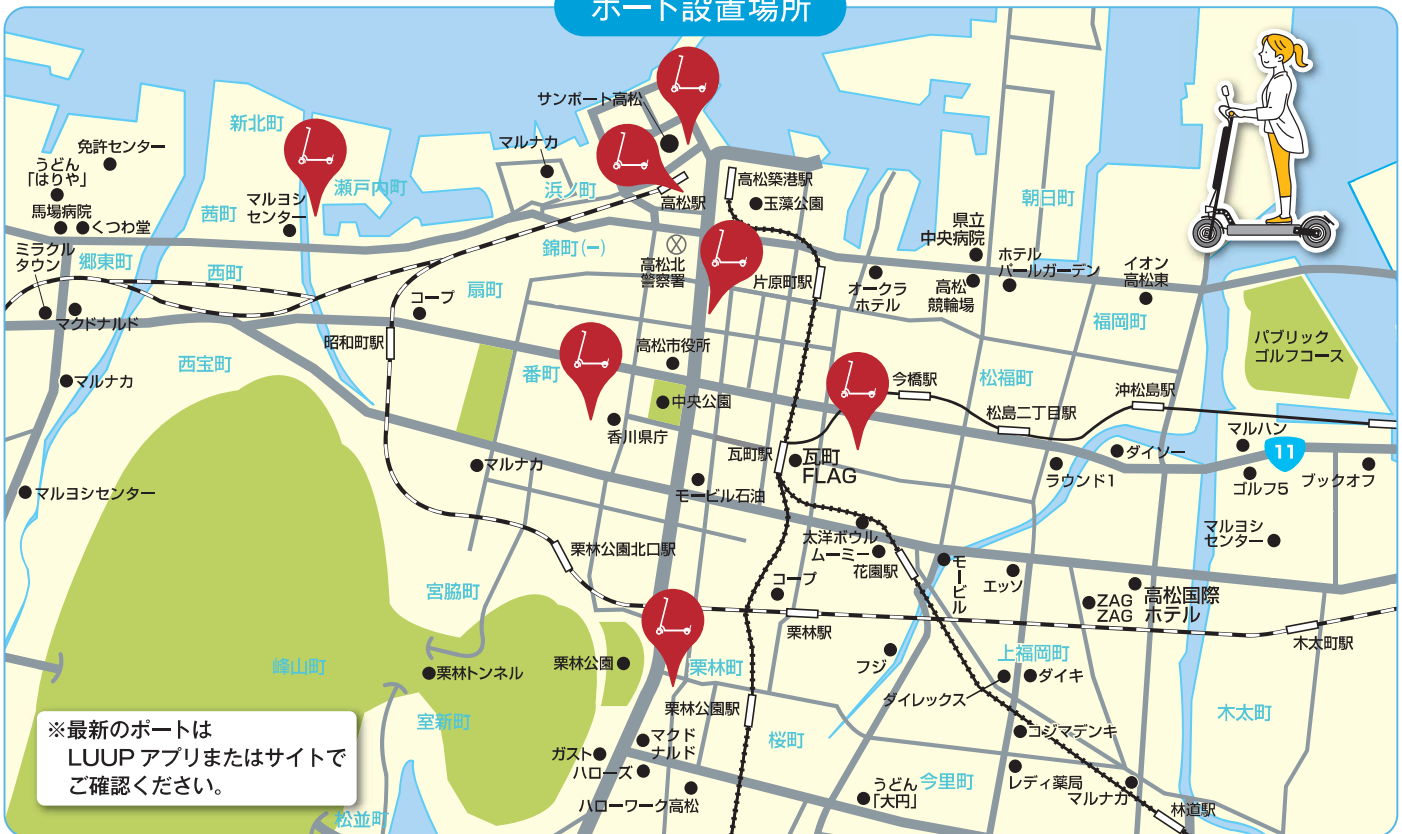 ポート設置場所
サンポート高松
新北町
免許センター
マルナカ
うどん
「はりや」
瀬戸内町
浜ノ町
高松駅
高松築港駅
玉藻公園
朝日町
マルヨシ
センター
茜町
馬場病院
くつわ堂
県立
中央病院
ミラクル
タウン
郷東町
西町
錦町(一)
高松北
警察署
片原町駅
オークラ
ホテル
高松
競輪場
ホテル
パールガーデン
イオン
高松東
扇町
コープ
マクドナルド
福岡町
昭和町駅
高松市役所
パブリック
ゴルフコース
西宝町
番町
マルナカ
今橋駅
松福町
沖松島駅
中央公園
松島二丁目駅
香川県庁
マルハン
11
瓦町駅
瓦町
FLAG
ダイソー
マルナカ
ラウンド1
ゴルフ5
ブックオフ
マルヨシセンター
モービル石油
太洋ボウル
ムーミー
花園駅
マルヨシ
センター
栗林公園北口駅
モービル
エッソ
コープ
宮脇町
ZAG
ZAG
高松国際
ホテル
栗林駅
木太町駅
峰山町
栗林トンネル
栗林公園
栗林町
フジ
上福岡町
ダイキ
ダイレックス
室新町
栗林公園駅
木太町
※最新のポートは
LUUP アプリまたはサイトで
ご確認ください。
マクド
ナルド
桜町
コジマデンキ
ガスト
ハローズ
うどん
「大円」
今里町
レディ薬局
マルナカ
ハローワーク高松
林道駅
松並町